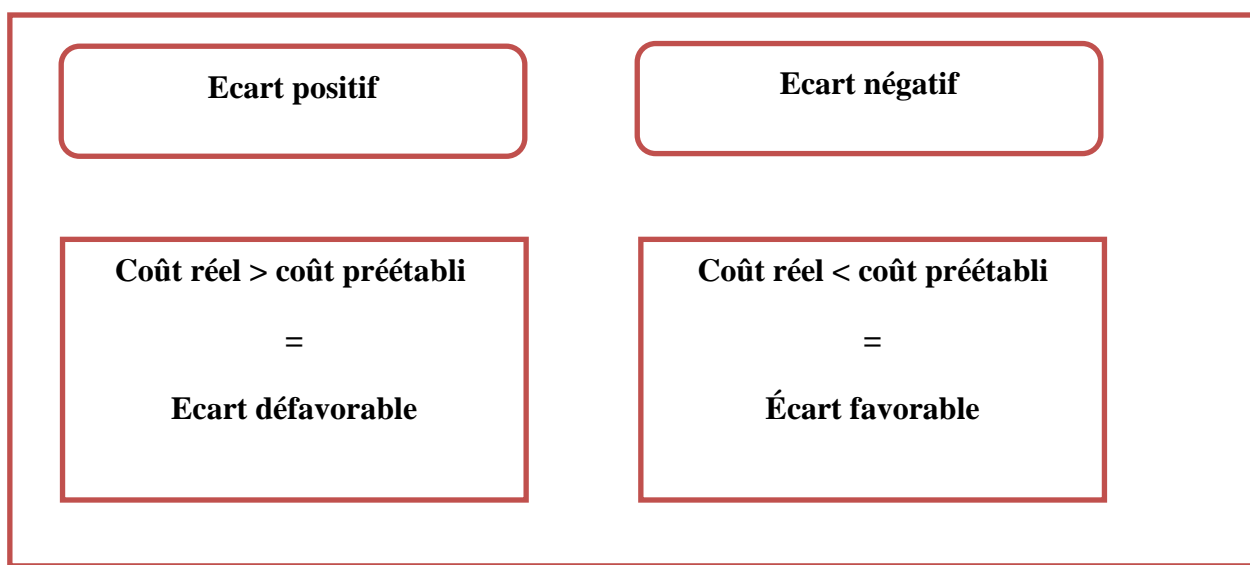 Ecart positif
Ecart négatif
Coût réel > coût préétabli
=
Ecart défavorable
Coût réel < coût préétabli
=
Écart favorable